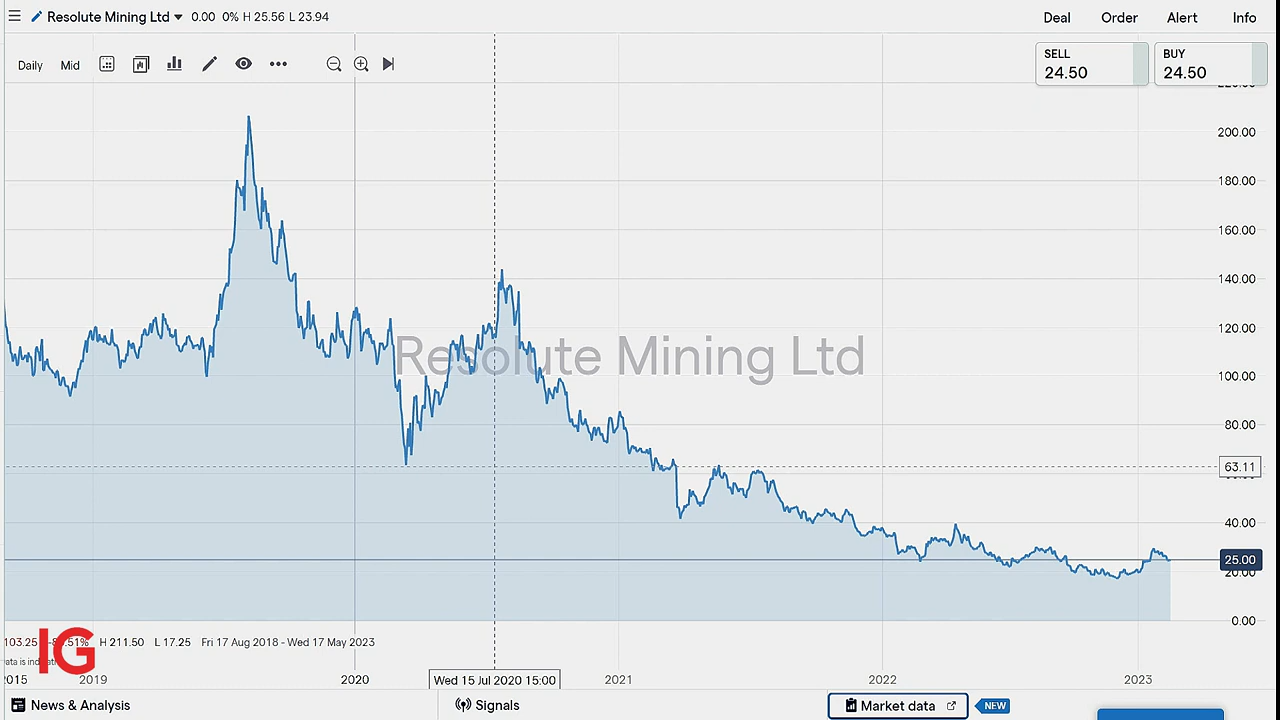 Resolute Mining Ltd 0.00 0% H 25.56 L 23.94
Deal Order Alert Info
Daily Mid
SELL
24.50
BUY
24.50
200.00
180.00
160.00
140.00
120.00
100.00
80.00
63.11
40.00
25.00
20.00
0.00
Resolute Mining Ltd
103.25 H 211.50 L 17.25 Fri 17 Aug 2018 - Wed 17 May 2023
IG
2015 2019 2020 Wed 15 Jul 2020 15:00 2021 2022 2023
News & Analysis Signals Market data NEW